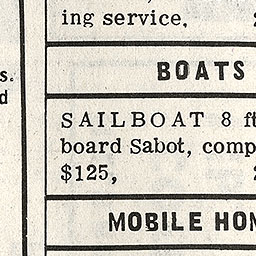 ing service.
BOATS
s.
d
SAILBOAT 8 ft
board Sabot, comp
$125,
MOBILE HOM